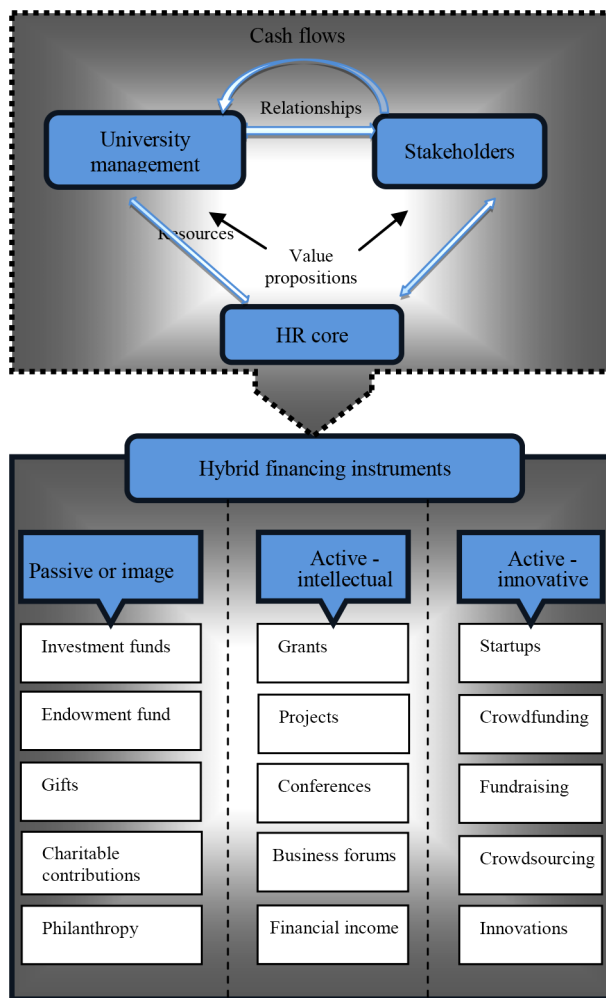 Cash flows
Relationships
University
management
Stakeholders
Resources
Value
propositions
HR core
Hybrid financing instruments
Passive or image
Active -
intellectual
Active -
innovative
Investment funds
Grants
Startups
Endowment fund
Projects
Crowdfunding
Gifts
Conferences
Fundraising
Charitable
contributions
Business forums
Crowdsourcing
Philanthropy
Financial income
Innovations